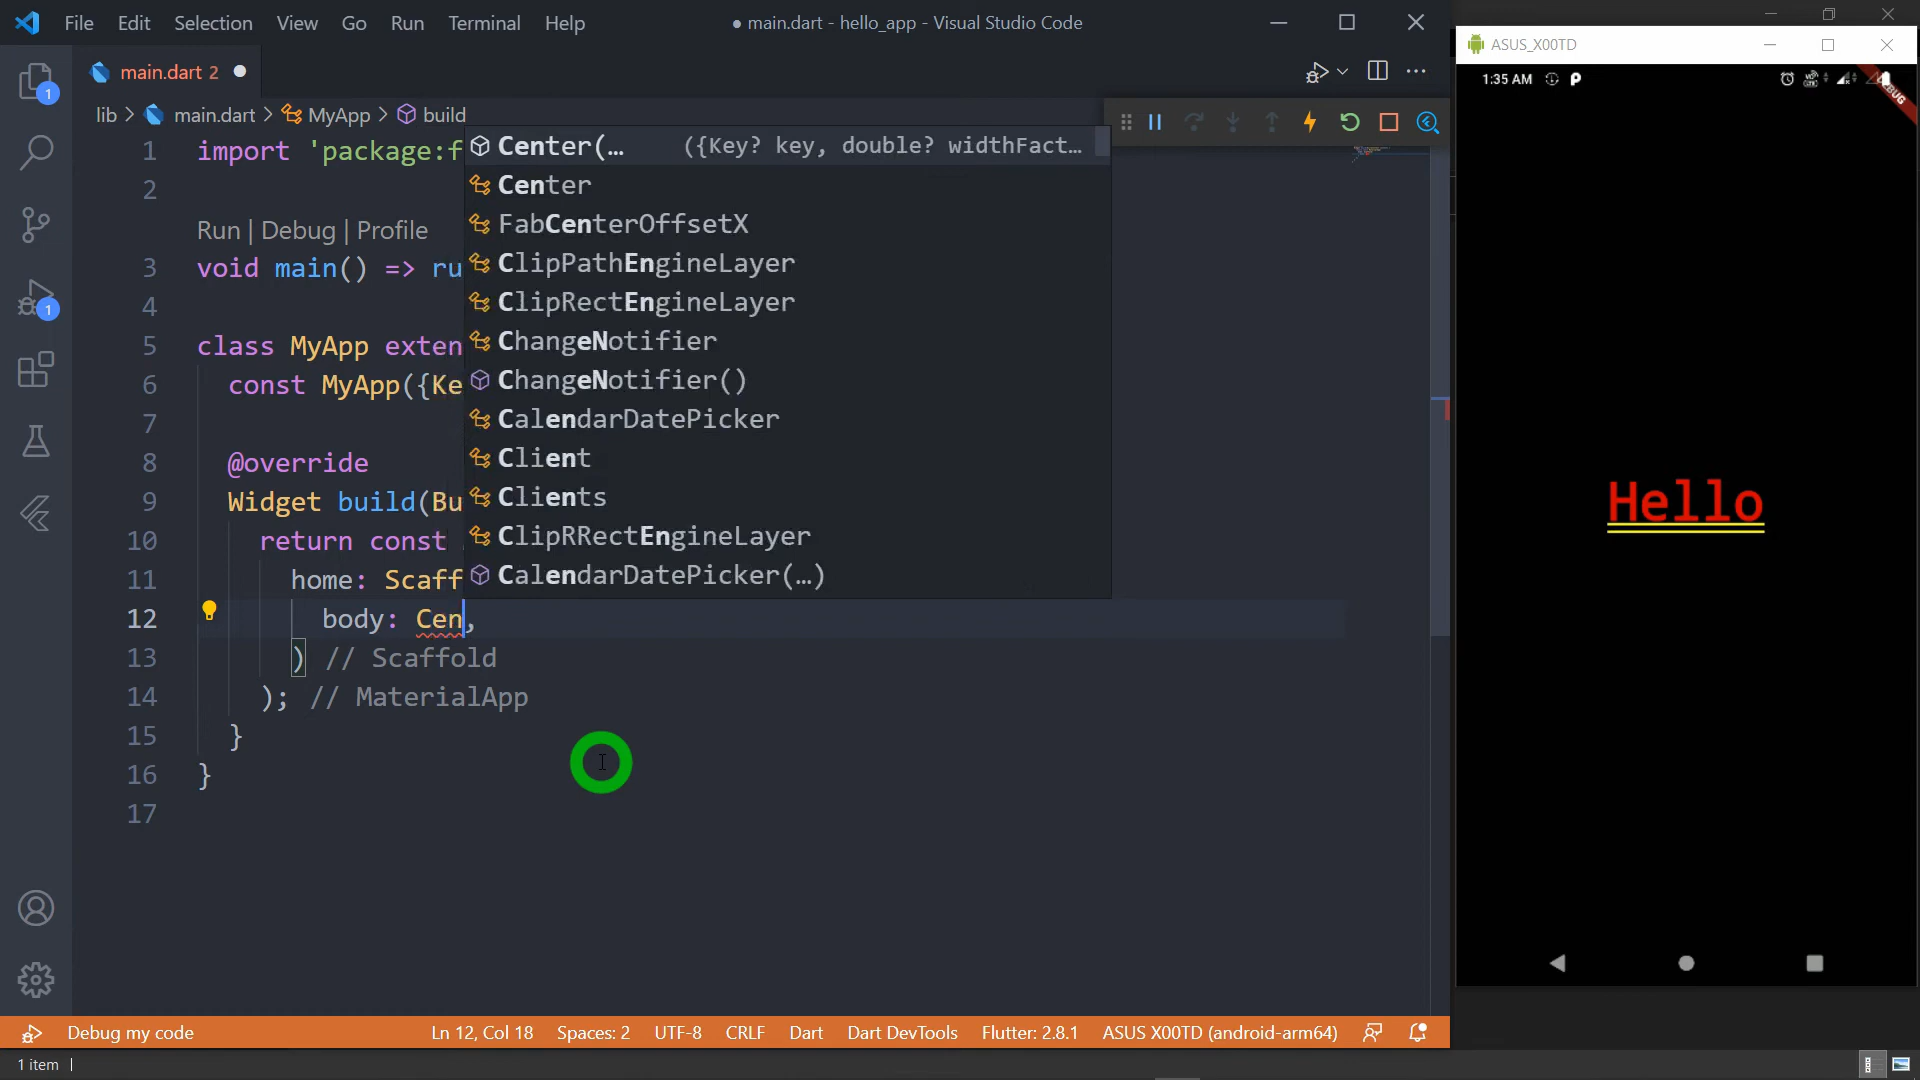 File Edit Selection View Go Run Terminal Help
● main.dart - hello_app - Visual Studio Code
ASUS_X00TD
main.dart 2
1:35 AM
DEBUG
lib > main.dart > MyApp > build
1 import 'package:f
2
Run | Debug | Profile
3 void main() => ru
4
5 class MyApp exten
6 const MyApp({Ke
7
8 @override
9 Widget build(Bu
10 return const
11 home: Scaff
12 body: Cen,
13 ) // Scaffold
14 ); // MaterialApp
15 }
16 }
17
Center(… ({Key? key, double? widthFact…
Center
FabCenterOffsetX
ClipPathEngineLayer
ClipRectEngineLayer
ChangeNotifier
ChangeNotifier()
CalendarDatePicker
Client
Clients
ClipRRectEngineLayer
CalendarDatePicker(…)
Hello
1
1
Debug my code
Ln 12, Col 18 Spaces: 2 UTF-8 CRLF Dart Dart DevTools Flutter: 2.8.1 ASUS X00TD (android-arm64)
1 item